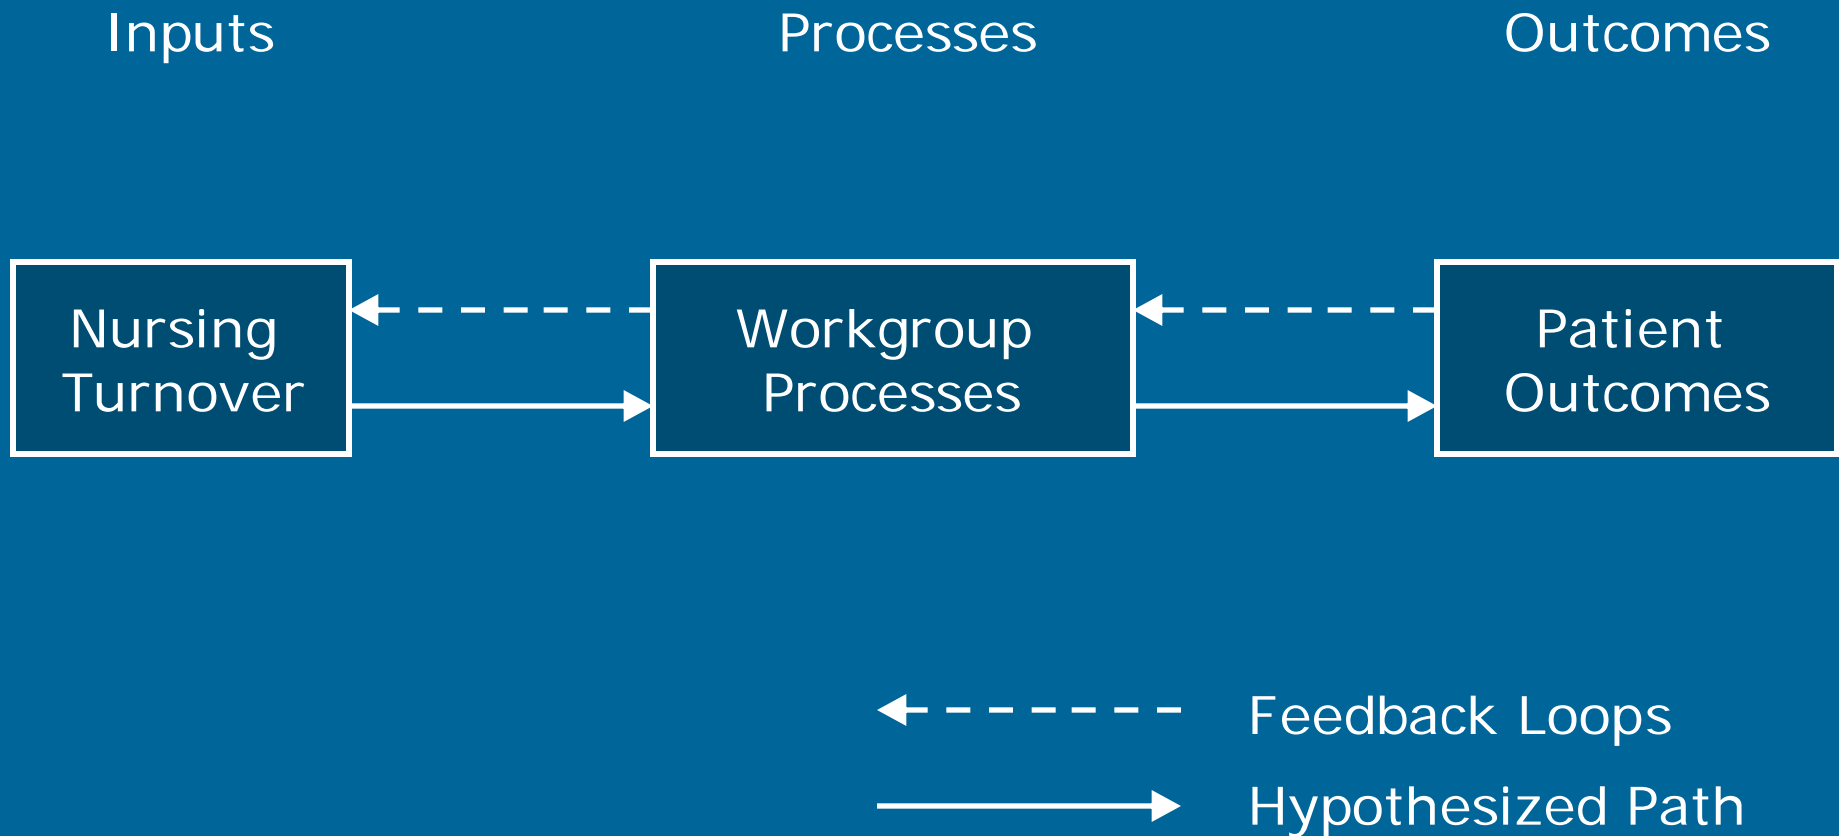 Inputs
Processes
Outcomes
Nursing
Turnover
Workgroup
Processes
Patient
Outcomes
Feedback Loops
Hypothesized Path